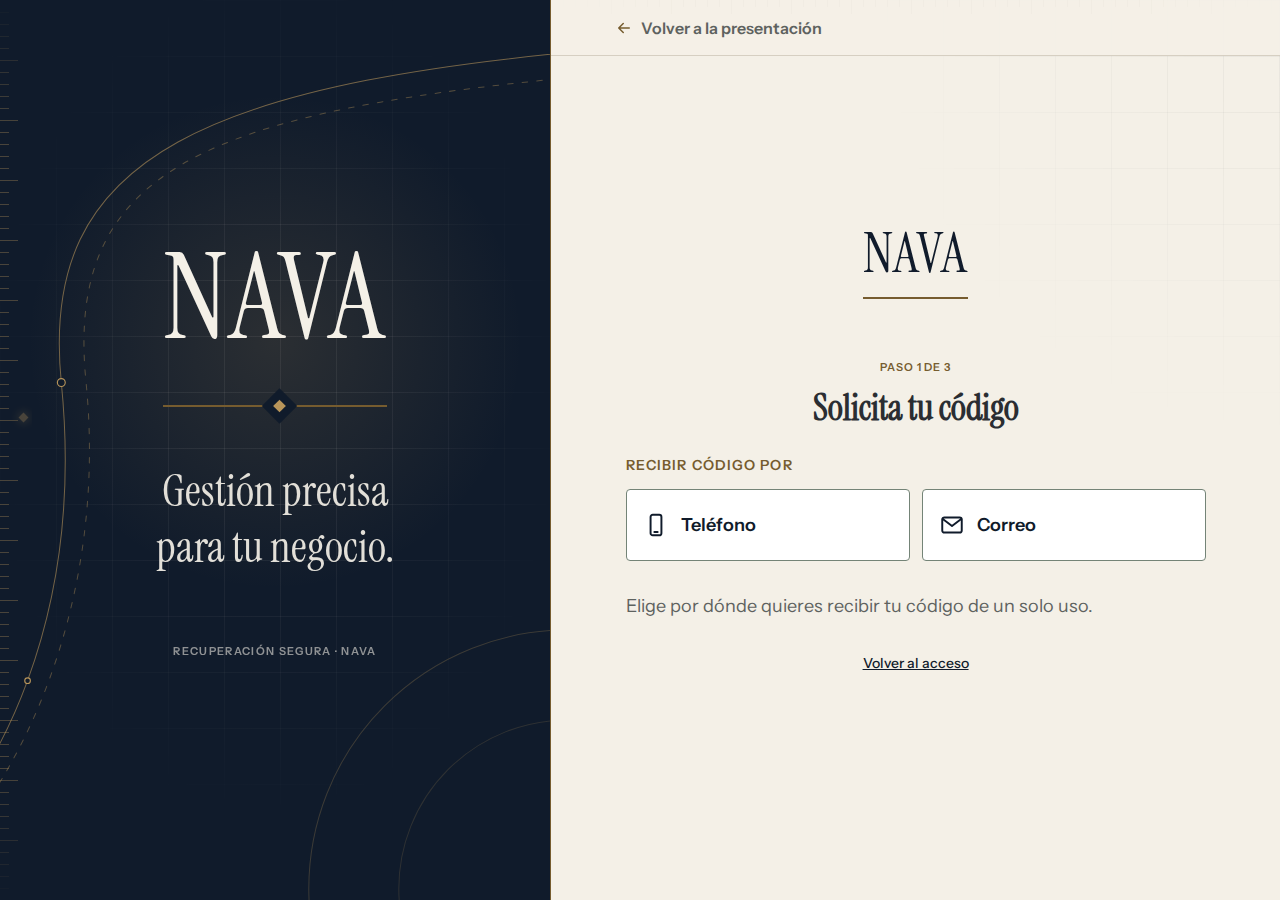 NAVA
Gestión precisa
para tu negocio.
RECUPERACIÓN SEGURA · NAVA
Volver a la presentación
NAVA
PASO 1 DE 3
Solicita tu código
RECIBIR CÓDIGO POR
Teléfono
Correo
Elige por dónde quieres recibir tu código de un solo uso.
Volver al acceso